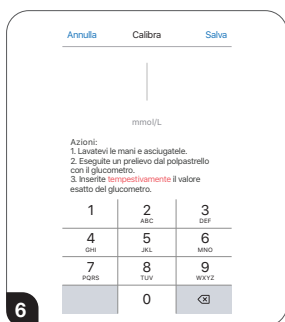 Annulla Calibra Salva
mmol/L
Azioni:
1. Lavatevi le mani e asciugatele.
2. Eseguite un prelievo dal polpastrello
con il glucometro.
3. Inserite tempestivamente il valore
esatto del glucometro.
1 2 3
ABC DEF
4 5 6
GHI JKL MNO
7 8 9
PQRS TUV WXYZ
0
6